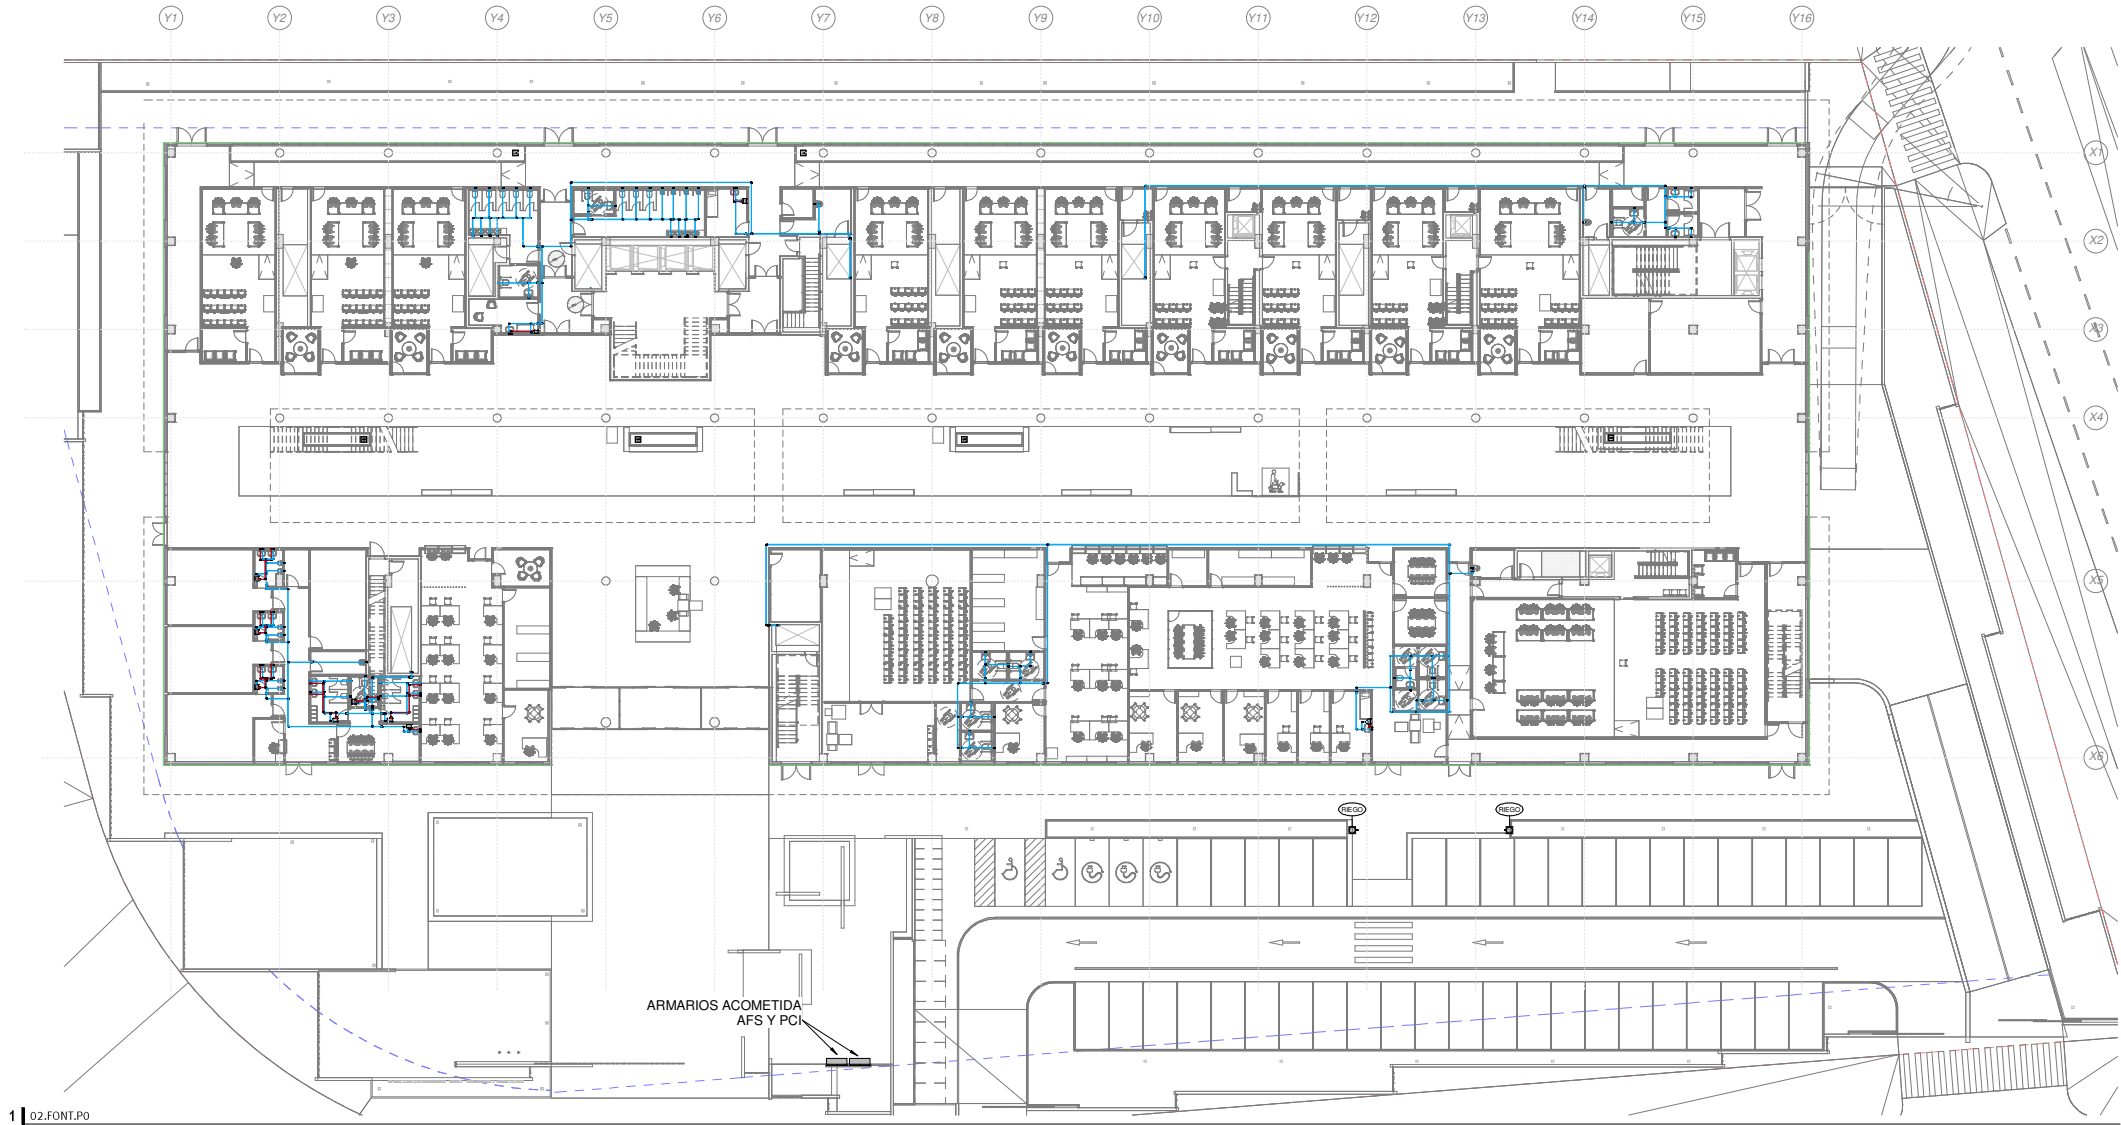 Y1 Y2 Y3 Y4 Y5 Y6 Y7 Y8 Y9 Y10 Y11 Y12 Y13 Y14 Y15 Y16
X1
X2
X3
X4
X5
X6
RIEGO RIEGO
ARMARIOS ACOMETIDA
AFS Y PCI
1 02.FONT.P0